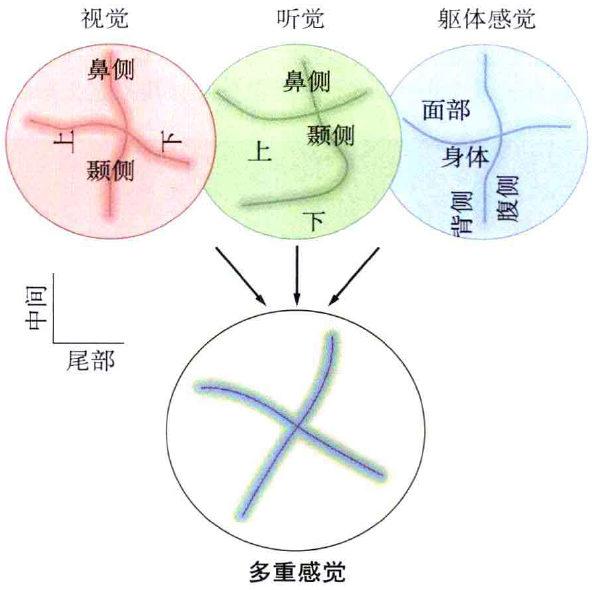 视觉
听觉
躯体感觉
鼻侧
上
下
颞侧
鼻侧
颞侧
上
下
面部
身体
背侧
腹侧
中间
尾部
多重感觉